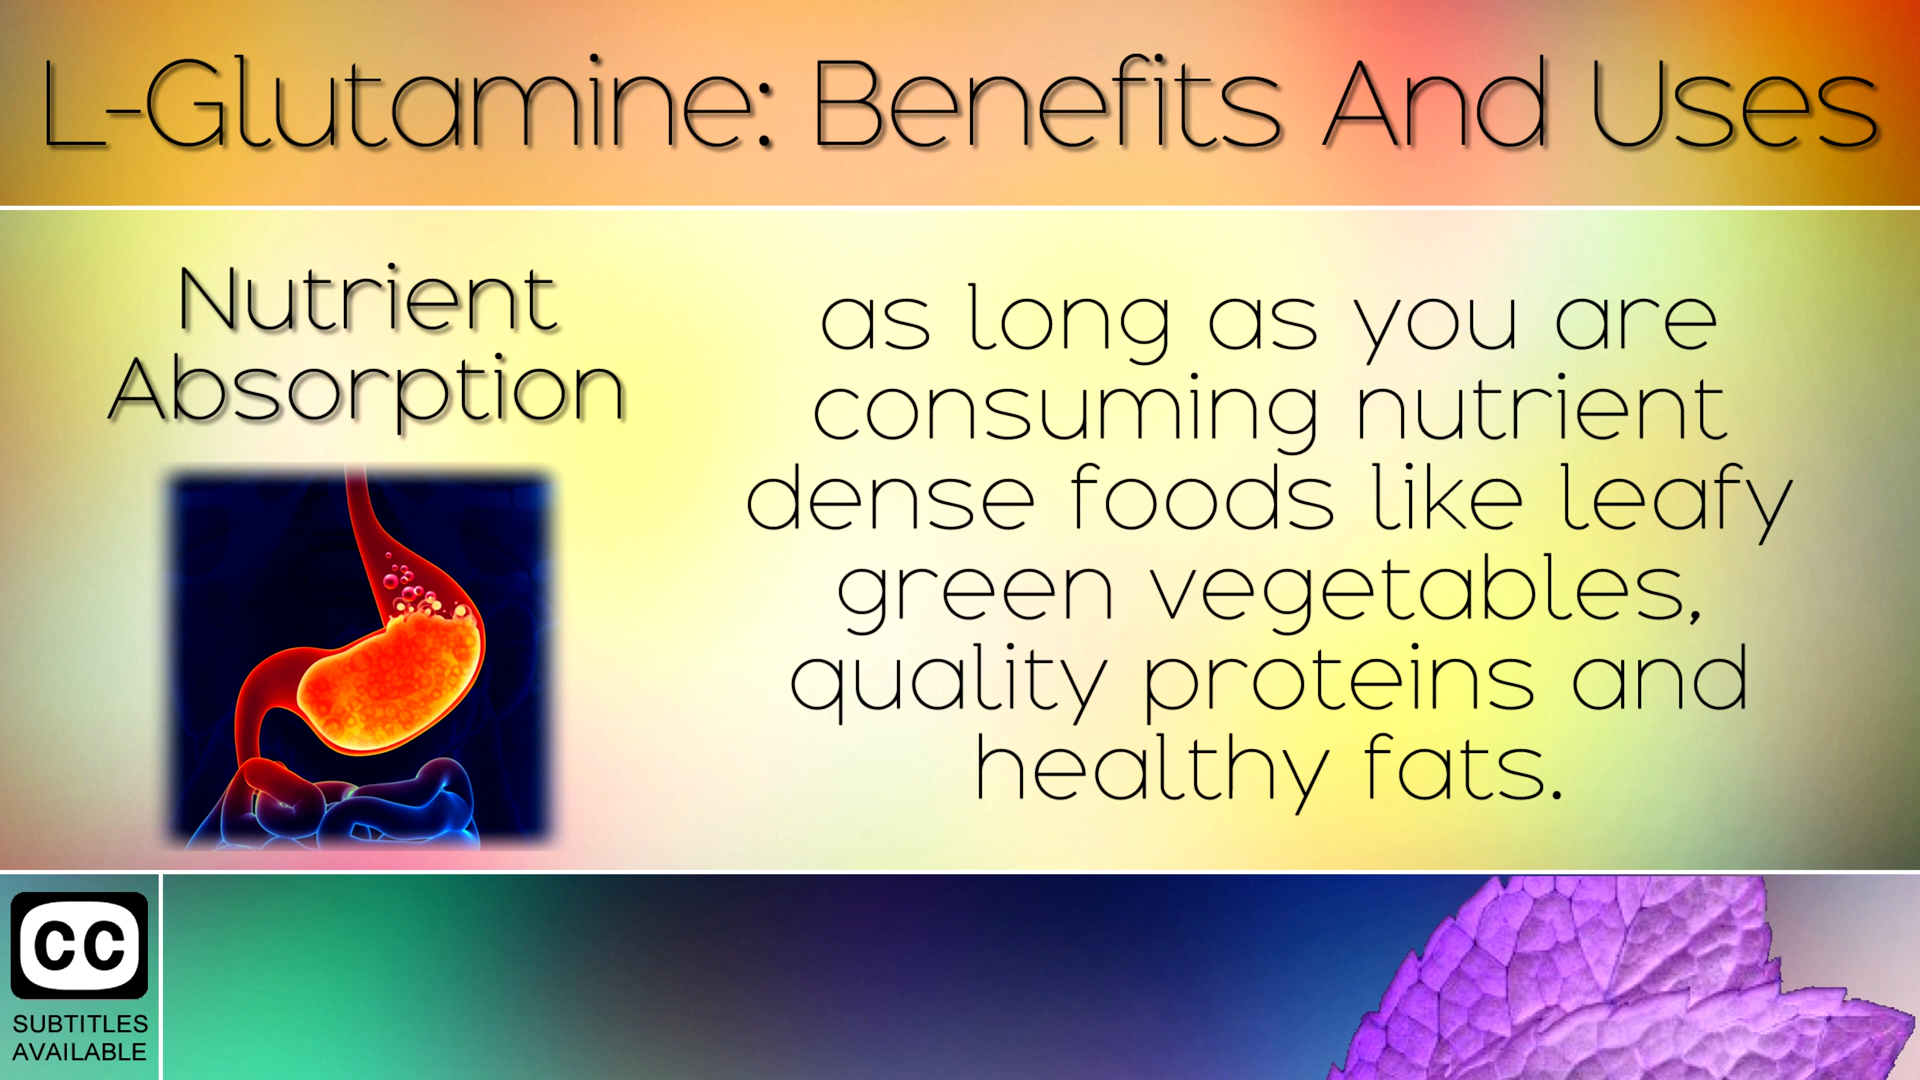 L-Glutamine: Benefits And Uses
Nutrient
Absorption
as long as you are
consuming nutrient
dense foods like leafy
green vegetables,
quality proteins and
healthy fats.
CC
SUBTITLES
AVAILABLE